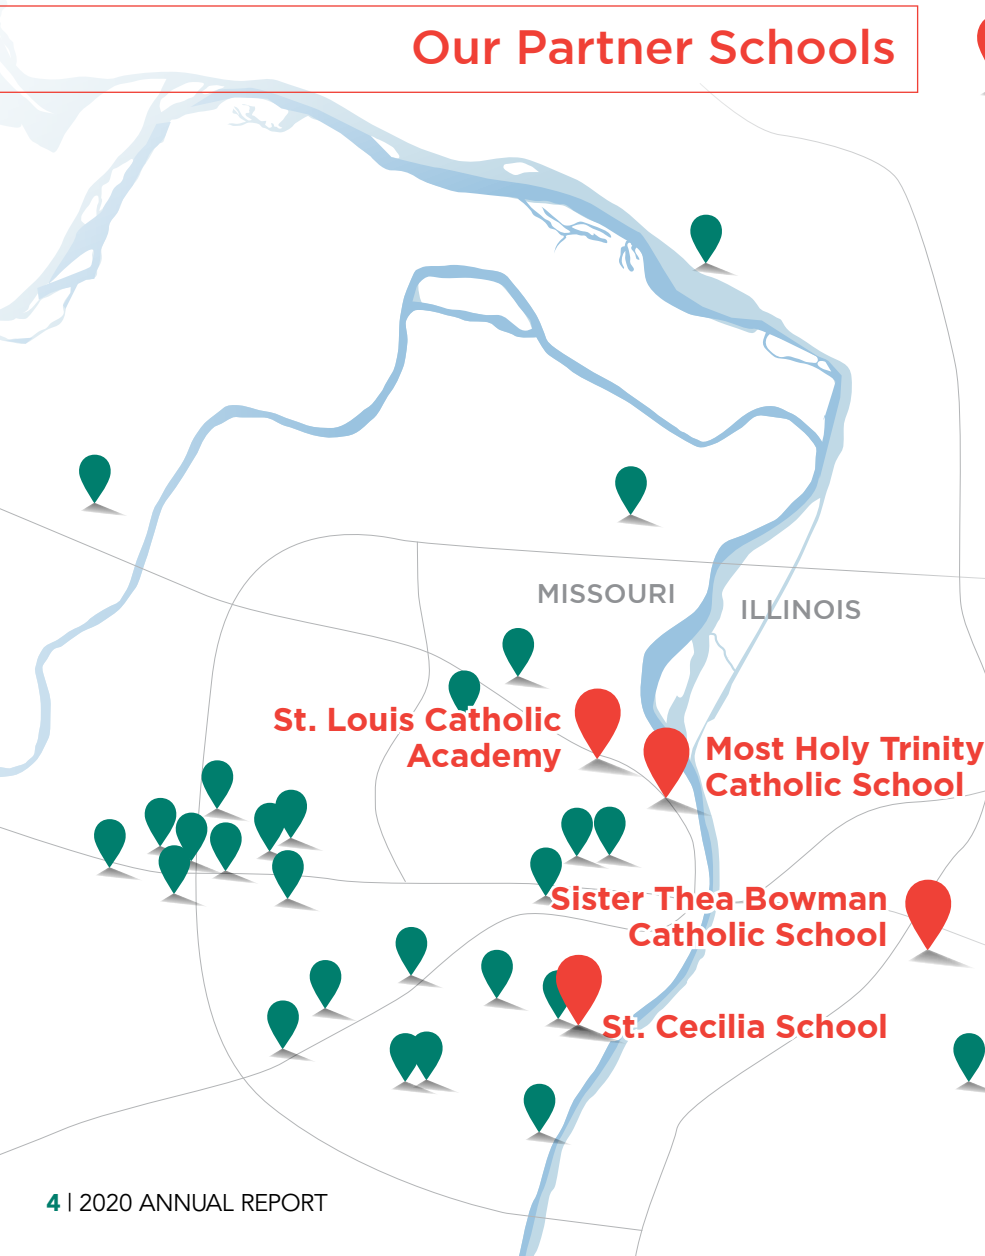 Our Partner Schools
MISSOURI
ILLINOIS
St. Louis Catholic
Academy
Most Holy Trinity
Catholic School
Sister Thea Bowman
Catholic School
St. Cecilia School
4 | 2020 ANNUAL REPORT